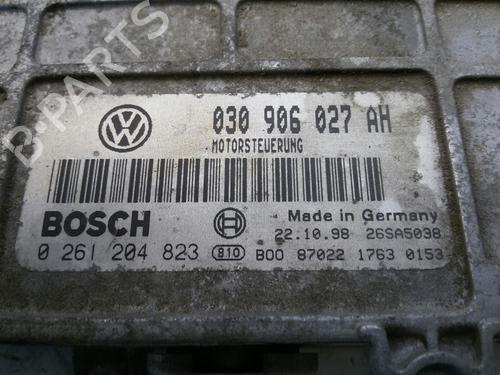 B-PARTS
030 906 027 AH
MOTORSTEUERUNG
BOSCH
Made in Germany
22.10.98 26SA5038
0 261 204 823 810 B00 87022 1763 0153